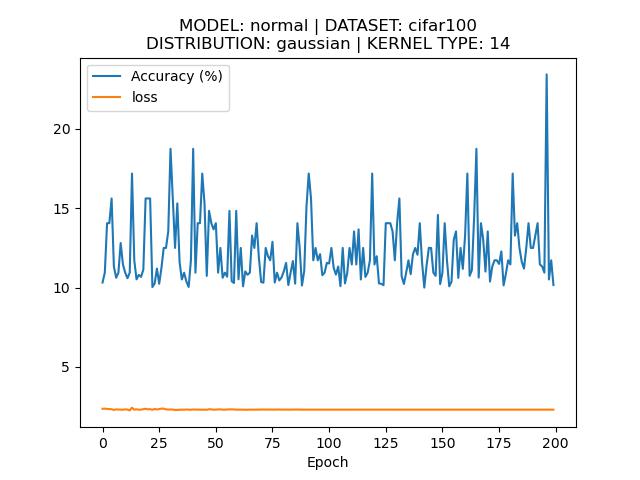 MODEL: normal | DATASET: cifar100
DISTRIBUTION: gaussian | KERNEL TYPE: 14
Accuracy (%)
loss
20
15
10
5
0 25 50 75 100 125 150 175 200
Epoch